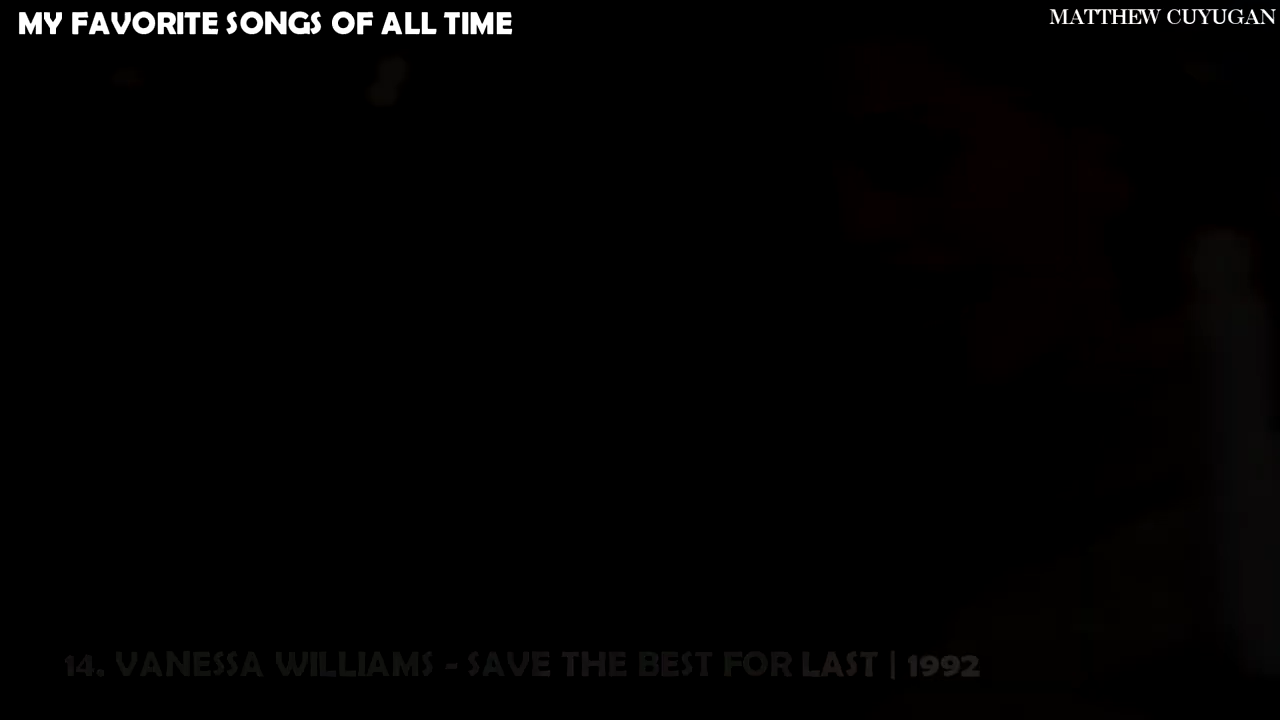 MY FAVORITE SONGS OF ALL TIME
MATTHEW CUYUGAN
14. VANESSA WILLIAMS - SAVE THE BEST FOR LAST | 1992